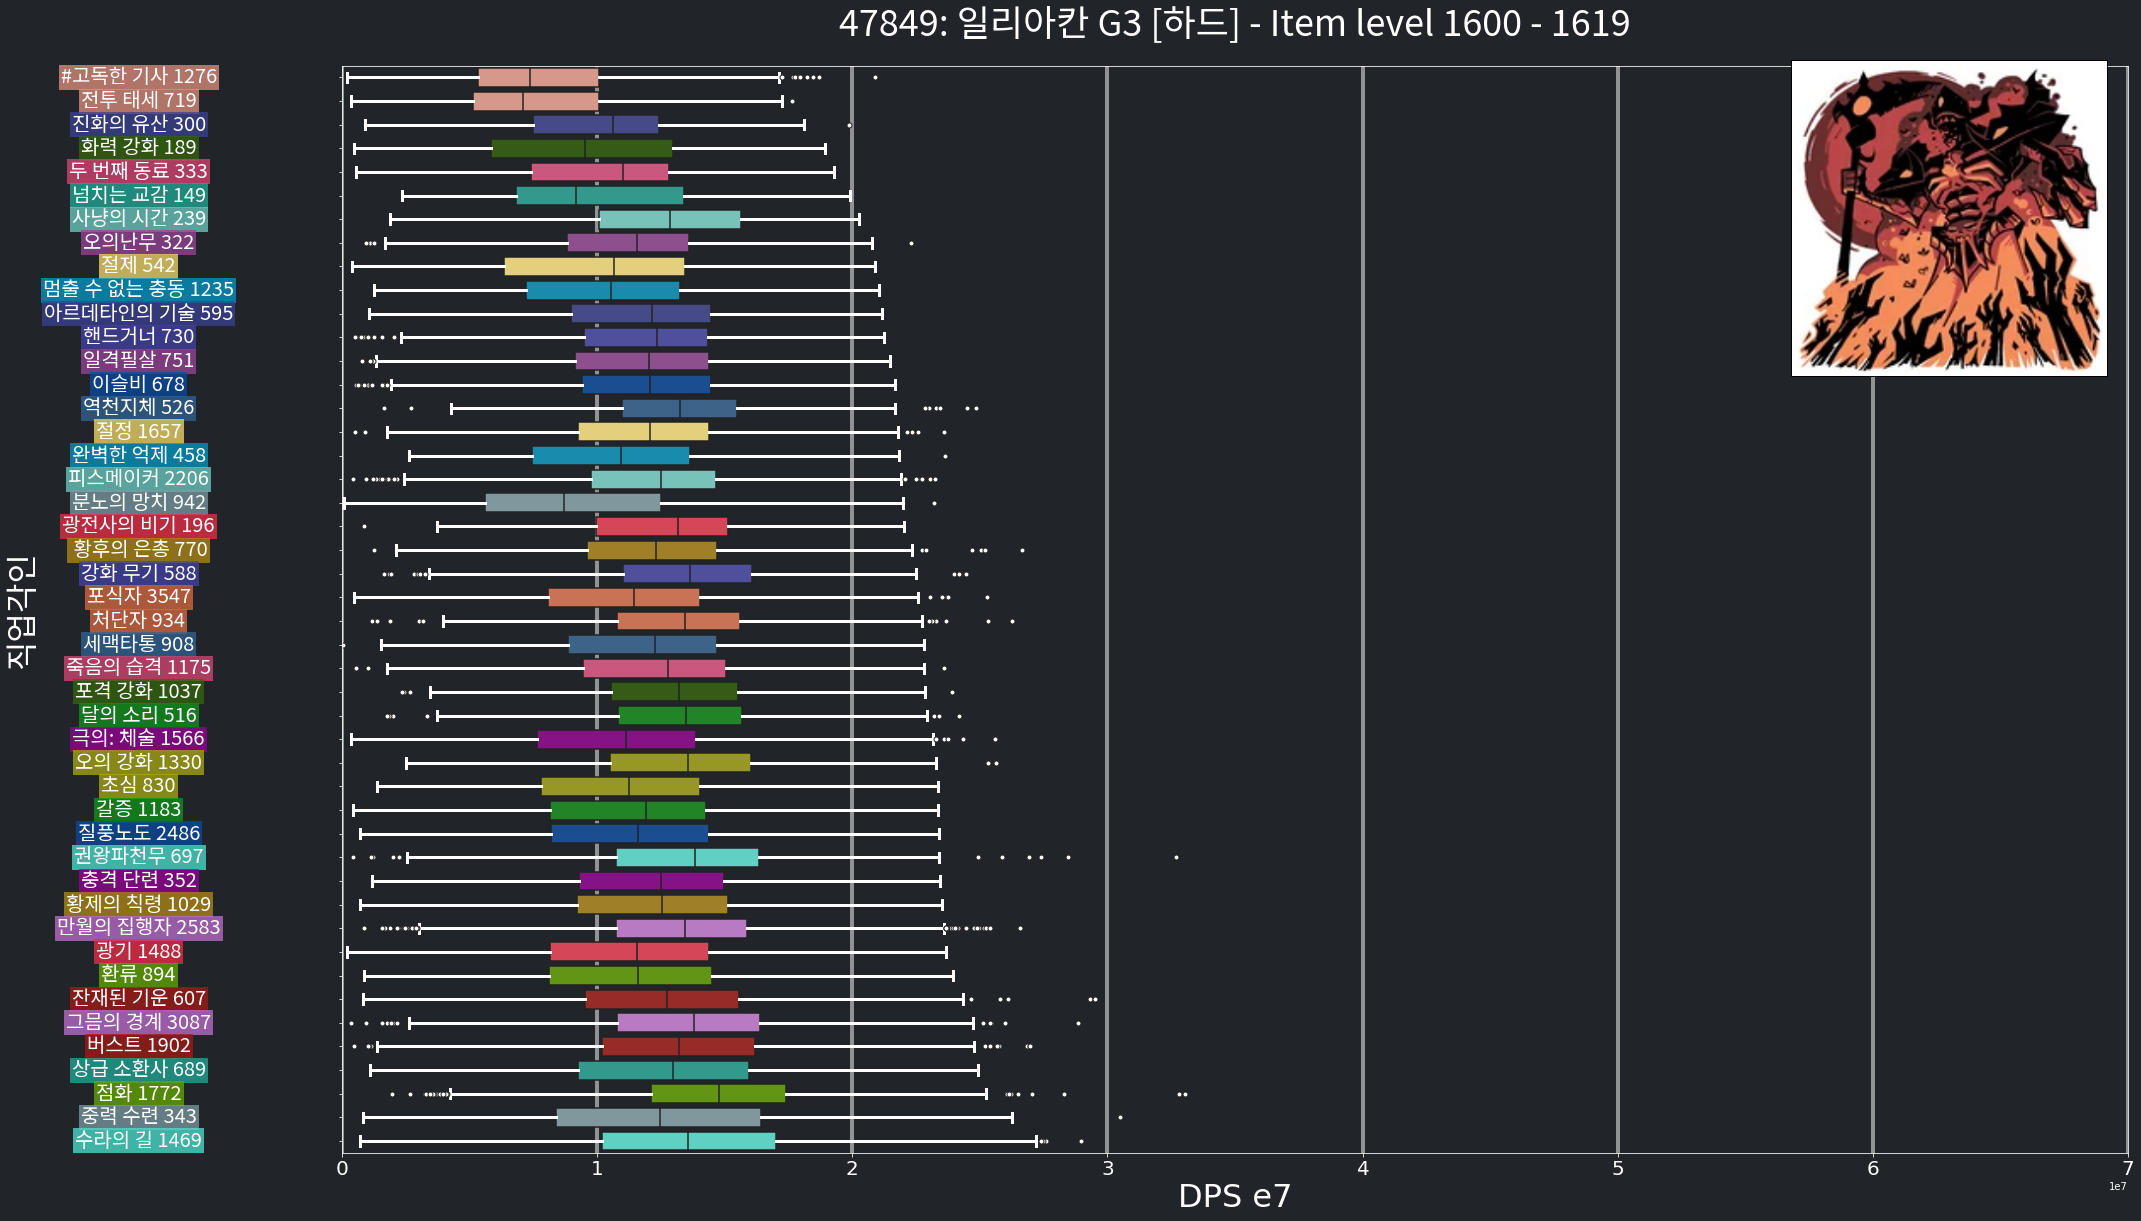 47849: 일리아칸 G3 [하드] - Item level 1600 - 1619
#고독한 기사 1276
전투 태세 719
진화의 유산 300
화력 강화 189
두 번째 동료 333
넘치는 교감 149
사냥의 시간 239
오의난무 322
절제 542
멈출 수 없는 충동 1235
아르데타인의 기술 595
핸드거너 730
일격필살 751
이슬비 678
역천지체 526
절정 1657
완벽한 억제 458
피스메이커 2206
분노의 망치 942
광전사의 비기 196
황후의 은총 770
강화 무기 588
포식자 3547
처단자 934
세맥타통 908
죽음의 습격 1175
포격 강화 1037
달의 소리 516
극의: 체술 1566
오의 강화 1330
초심 830
갈증 1183
질풍노도 2486
권왕파천무 697
충격 단련 352
황제의 칙령 1029
만월의 집행자 2583
광기 1488
환류 894
잔재된 기운 607
그믐의 경계 3087
버스트 1902
상급 소환사 689
점화 1772
중력 수련 343
수라의 길 1469
직업각인
0 1 2 3 4 5 6 7
1e7
DPS e7